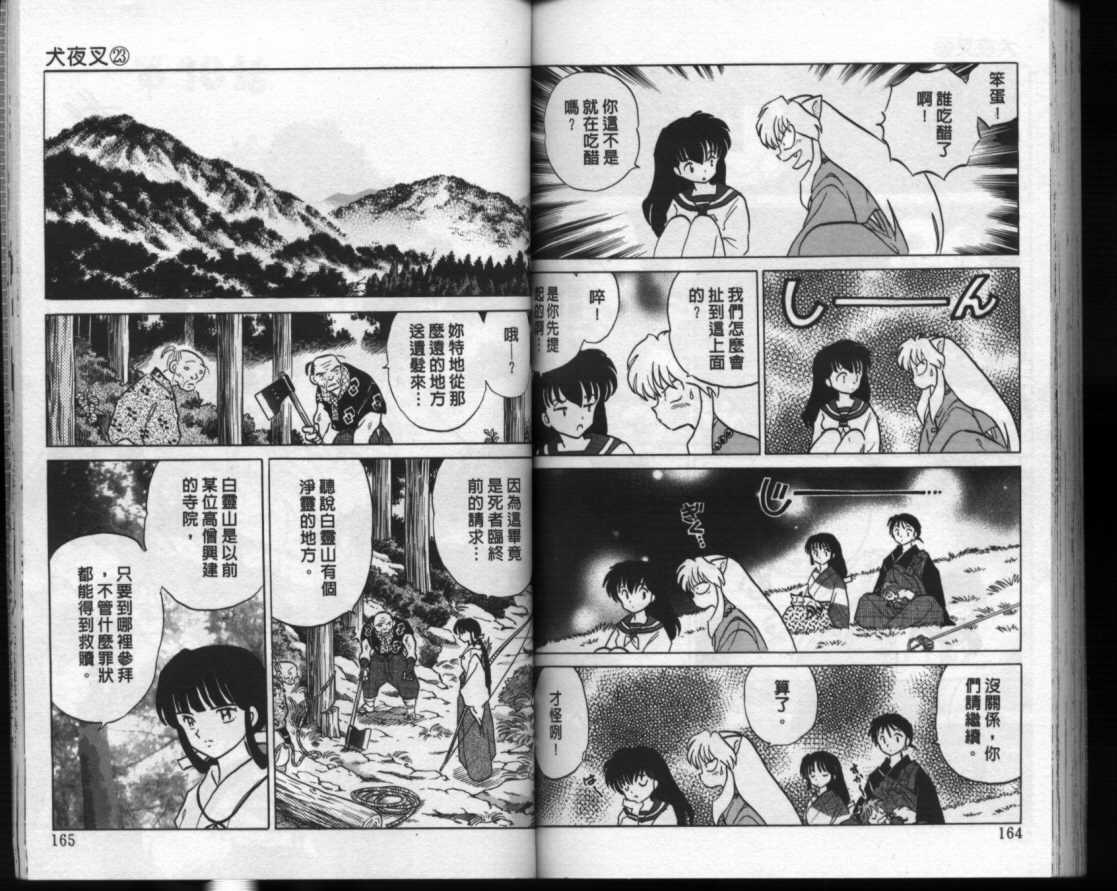 犬夜叉㉓
笨蛋！
誰吃醋了
啊！
你這不是
就在吃醋
嗎？
しーーん
我們怎麼會
扯到這上面
的？
啐！
是你先提
起的啊…
じーーー…
ぎく…
沒關係，你
們請繼續。
算了。
才怪咧！
は…
164
哦—？
妳特地從那
麼遠的地方
送遺髮來…
因為這畢竟
是死者臨終
前的請求…
聽說白靈山有個
淨靈的地方。
白靈山是以前
某位高僧興建
的寺院，
只要到哪裡參拜
，不管什麼罪狀
都能得到救贖。
165